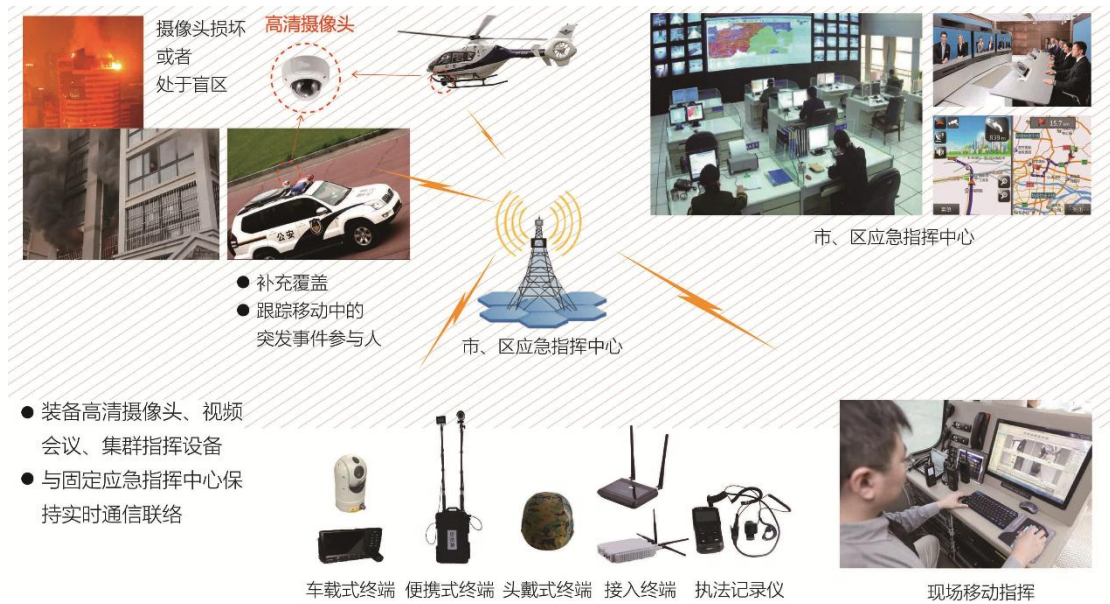 摄像头损坏
或者
处于盲区
高清摄像头
公安
● 补充覆盖
● 跟踪移动中的
突发事件参与人
市、区应急指挥中心
15.7 km
市、区应急指挥中心
● 装备高清摄像头、视频
会议、集群指挥设备
● 与固定应急指挥中心保
持实时通信联络
车载式终端
便携式终端
头戴式终端
接入终端
执法记录仪
现场移动指挥